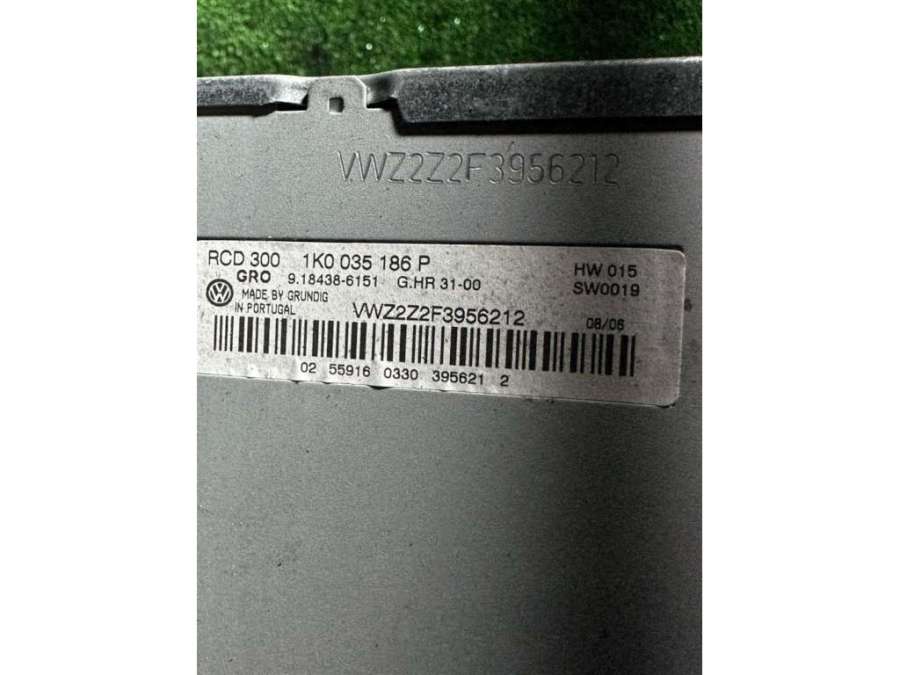 VWZ2Z2F3956212
RCD 300 1K0 035 186 P HW 015
GRO 9.18438-6151 G.HR 31-00 SW0019
MADE BY GRUNDIG
IN PORTUGAL VWZ2Z2F3956212 08/06
02 55916 0330 395621 2